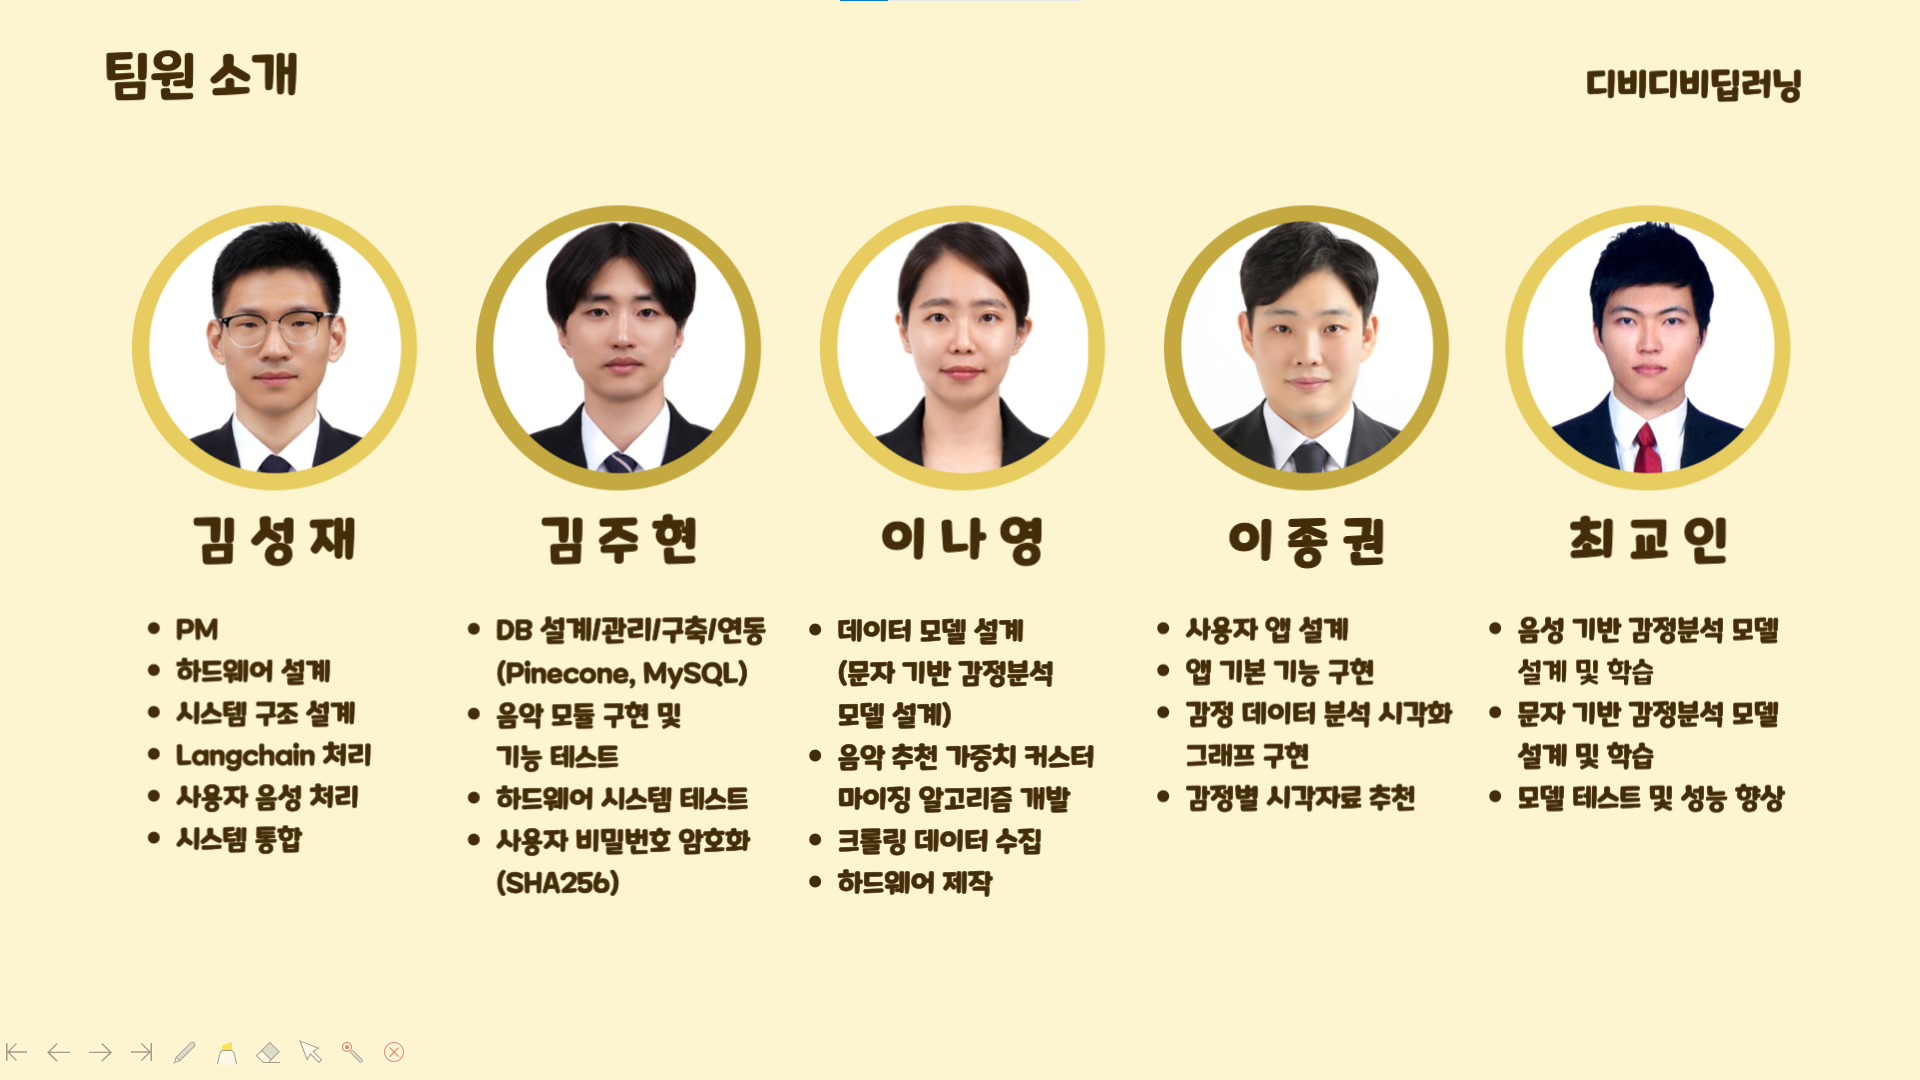 팀원 소개
디비디비딥러닝
김성재
PM
하드웨어 설계
시스템 구조 설계
Langchain 처리
사용자 음성 처리
시스템 통합
김주현
DB 설계/관리/구축/연동
(Pinecone, MySQL)
음악 모듈 구현 및
기능 테스트
하드웨어 시스템 테스트
사용자 비밀번호 암호화
(SHA256)
이나영
데이터 모델 설계
(문자 기반 감정분석
모델 설계)
음악 추천 가중치 커스터
마이징 알고리즘 개발
크롤링 데이터 수집
하드웨어 제작
이종권
사용자 앱 설계
앱 기본 기능 구현
감정 데이터 분석 시각화
그래프 구현
감정별 시각자료 추천
최교인
음성 기반 감정분석 모델
설계 및 학습
문자 기반 감정분석 모델
설계 및 학습
모델 테스트 및 성능 향상